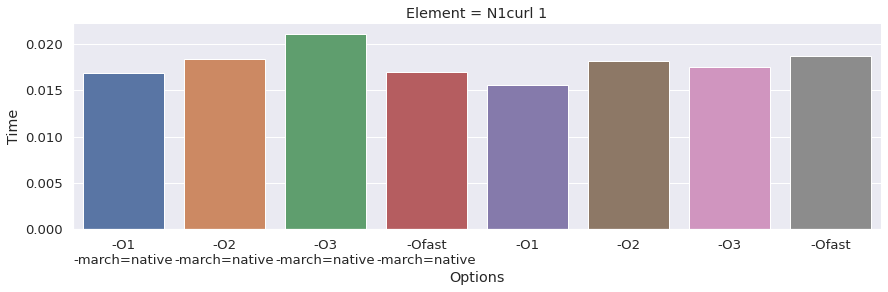 Element = N1curl 1
0.020
0.015
0.010
0.005
0.000
Time
-O1
-march=native
-O2
-march=native
-O3
-march=native
-Ofast
-march=native
-O1
-O2
-O3
-Ofast
Options